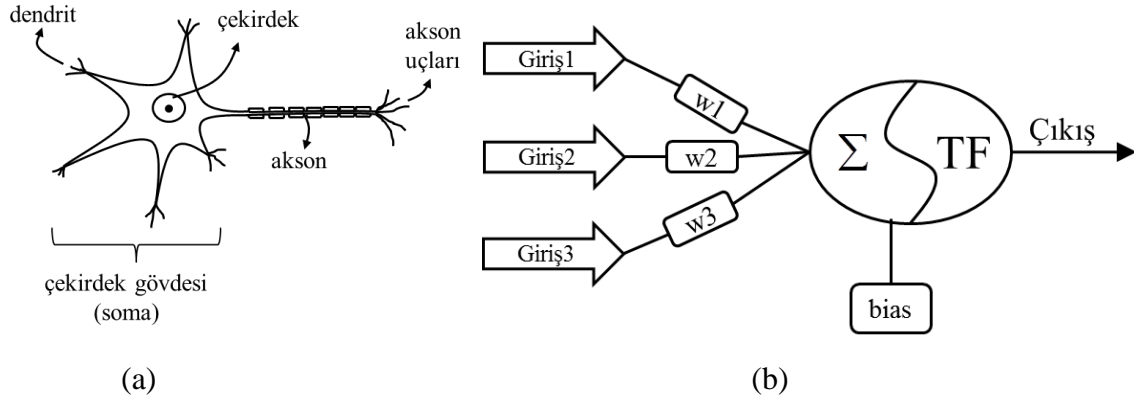 dendrit
çekirdek
akson
uçları
akson
çekirdek gövdesi
(soma)
(a)
Giriş1
w1
Giriş2
w2
Giriş3
w3
Σ
TF
Çıkış
bias
(b)